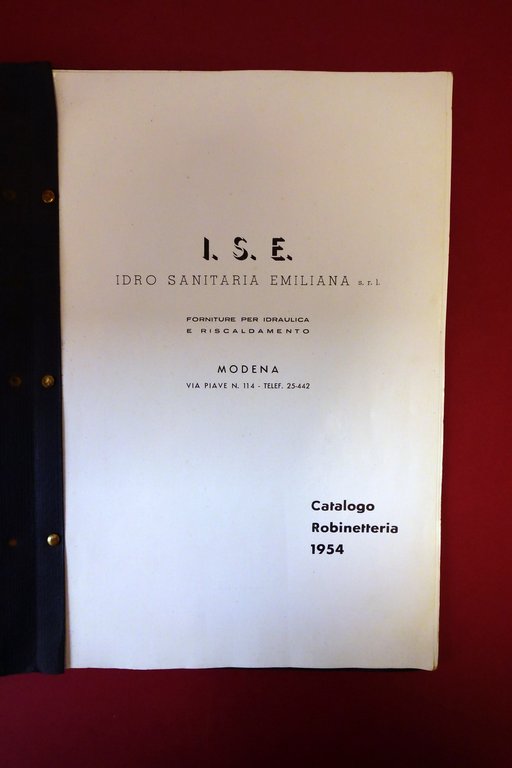 I. S. E.
IDRO SANITARIA EMILIANA s. r. l.
FORNITURE PER IDRAULICA
E RISCALDAMENTO
MODENA
VIA PIAVE N. 114 - TELEF. 25-442
Catalogo
Robinetteria
1954